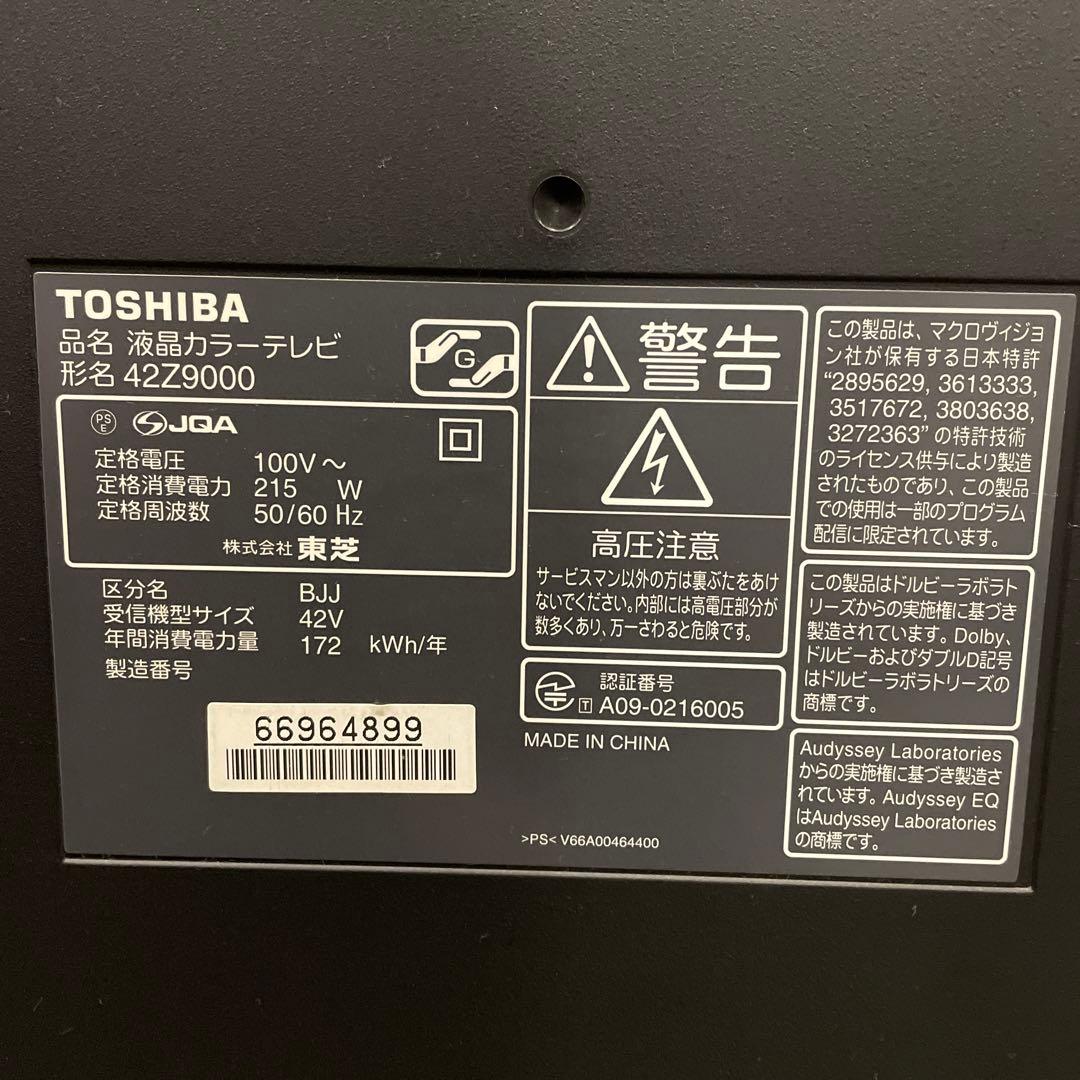 TOSHIBA
品名 液晶カラーテレビ
形名 42Z9000
G
PS
E
JQA
定格電圧 100V～
定格消費電力 215 W
定格周波数 50/60 Hz
株式会社 東芝
区分名 BJJ
受信機型サイズ 42V
年間消費電力量 172 kWh/年
製造番号
66964899
警告
高圧注意
サービスマン以外の方は裏ぶたをあけ
ないでください。内部には高電圧部分が
数多くあり、万一さわると危険です。
認証番号
T A09-0216005
MADE IN CHINA
>PS< V66A00464400
この製品は、マクロヴィジョ
ン社が保有する日本特許
“2895629, 3613333,
3517672, 3803638,
3272363” の特許技術
のライセンス供与により製造
されたものであり、この製品
での使用は一部のプログラム
配信に限定されています。
この製品はドルビーラボラト
リーズからの実施権に基づき
製造されています。Dolby、
ドルビーおよびダブルD記号
はドルビーラボラトリーズの
商標です。
Audyssey Laboratories
からの実施権に基づき製造さ
れています。Audyssey EQ
はAudyssey Laboratories
の商標です。